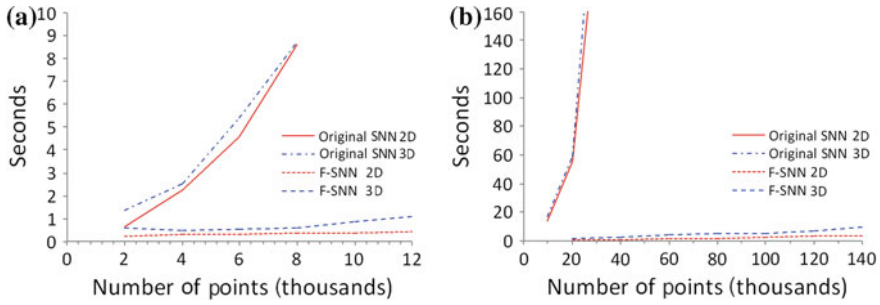 (a)
10
9
8
7
6
5
4
3
2
1
0
Seconds
Original SNN 2D
Original SNN 3D
F-SNN 2D
F-SNN 3D
0 2 4 6 8 10 12
Number of points (thousands)
(b)
160
140
120
100
80
60
40
20
0
Seconds
Original SNN 2D
Original SNN 3D
F-SNN 2D
F-SNN 3D
0 20 40 60 80 100 120 140
Number of points (thousands)